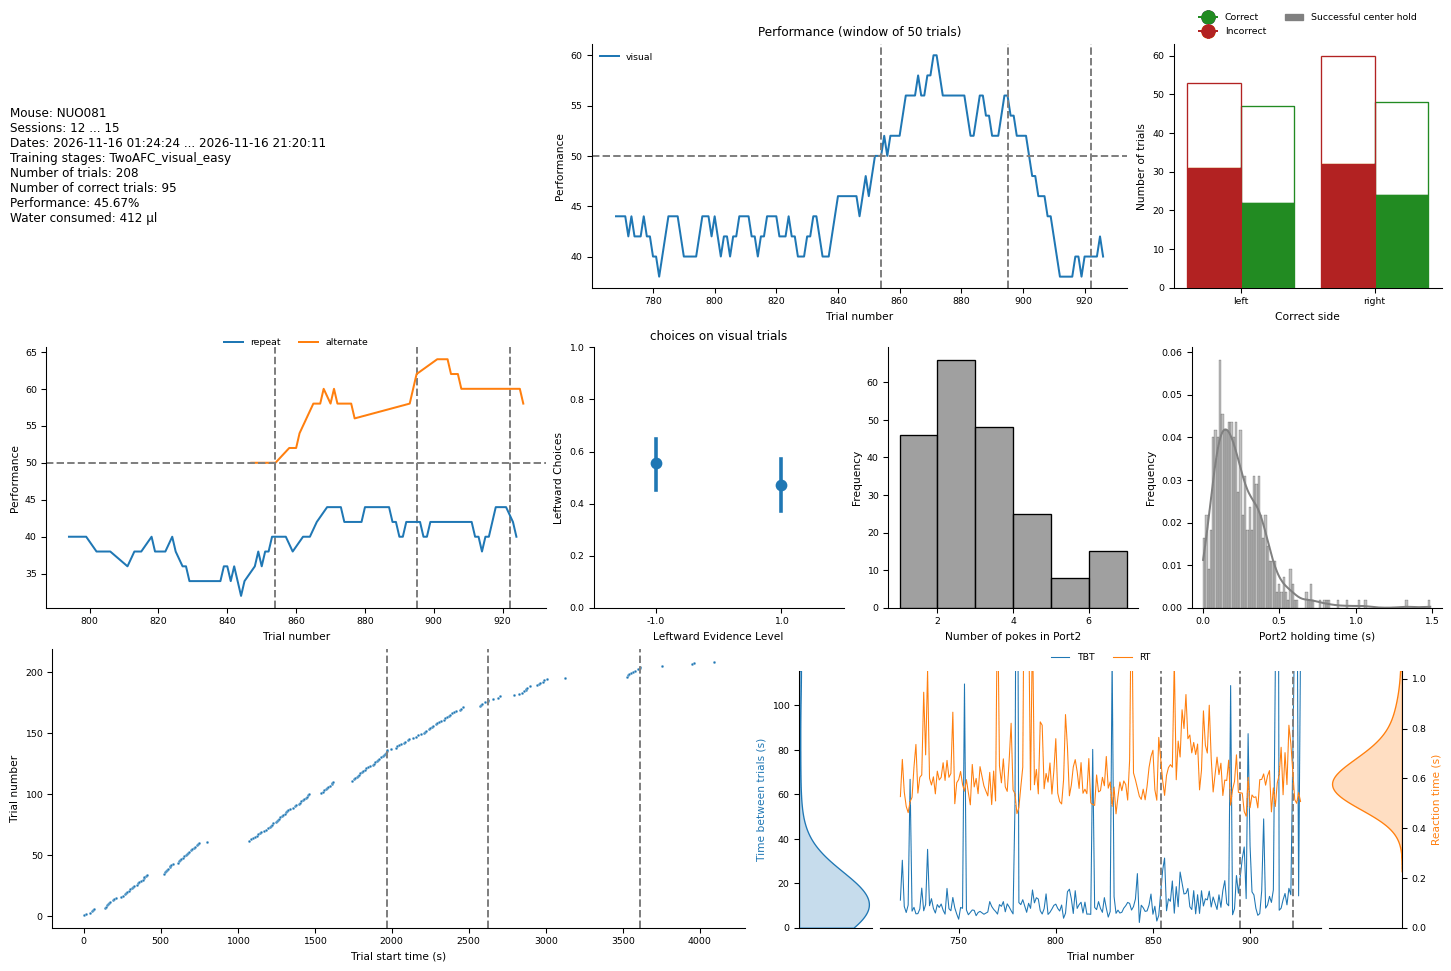 Mouse: NUO081
Sessions: 12 ... 15
Dates: 2026-11-16 01:24:24 ... 2026-11-16 21:20:11
Training stages: TwoAFC_visual_easy
Number of trials: 208
Number of correct trials: 95
Performance: 45.67%
Water consumed: 412 µl
Performance (window of 50 trials)
visual
Performance
60
55
50
45
40
780 800 820 840 860 880 900 920
Trial number
Correct
Incorrect
Successful center hold
Number of trials
60
50
40
30
20
10
0
left right
Correct side
repeat alternate
Performance
65
60
55
50
45
40
35
800 820 840 860 880 900 920
Trial number
choices on visual trials
Leftward Choices
1.0
0.8
0.6
0.4
0.2
0.0
-1.0 1.0
Leftward Evidence Level
Frequency
60
50
40
30
20
10
0
2 4 6
Number of pokes in Port2
Frequency
0.06
0.05
0.04
0.03
0.02
0.01
0.00
0.0 0.5 1.0 1.5
Port2 holding time (s)
Trial number
200
150
100
50
0
0 500 1000 1500 2000 2500 3000 3500 4000
Trial start time (s)
TBT RT
Time between trials (s)
100
80
60
40
20
0
750 800 850 900
Trial number
1.0
0.8
0.6
0.4
0.2
0.0
Reaction time (s)